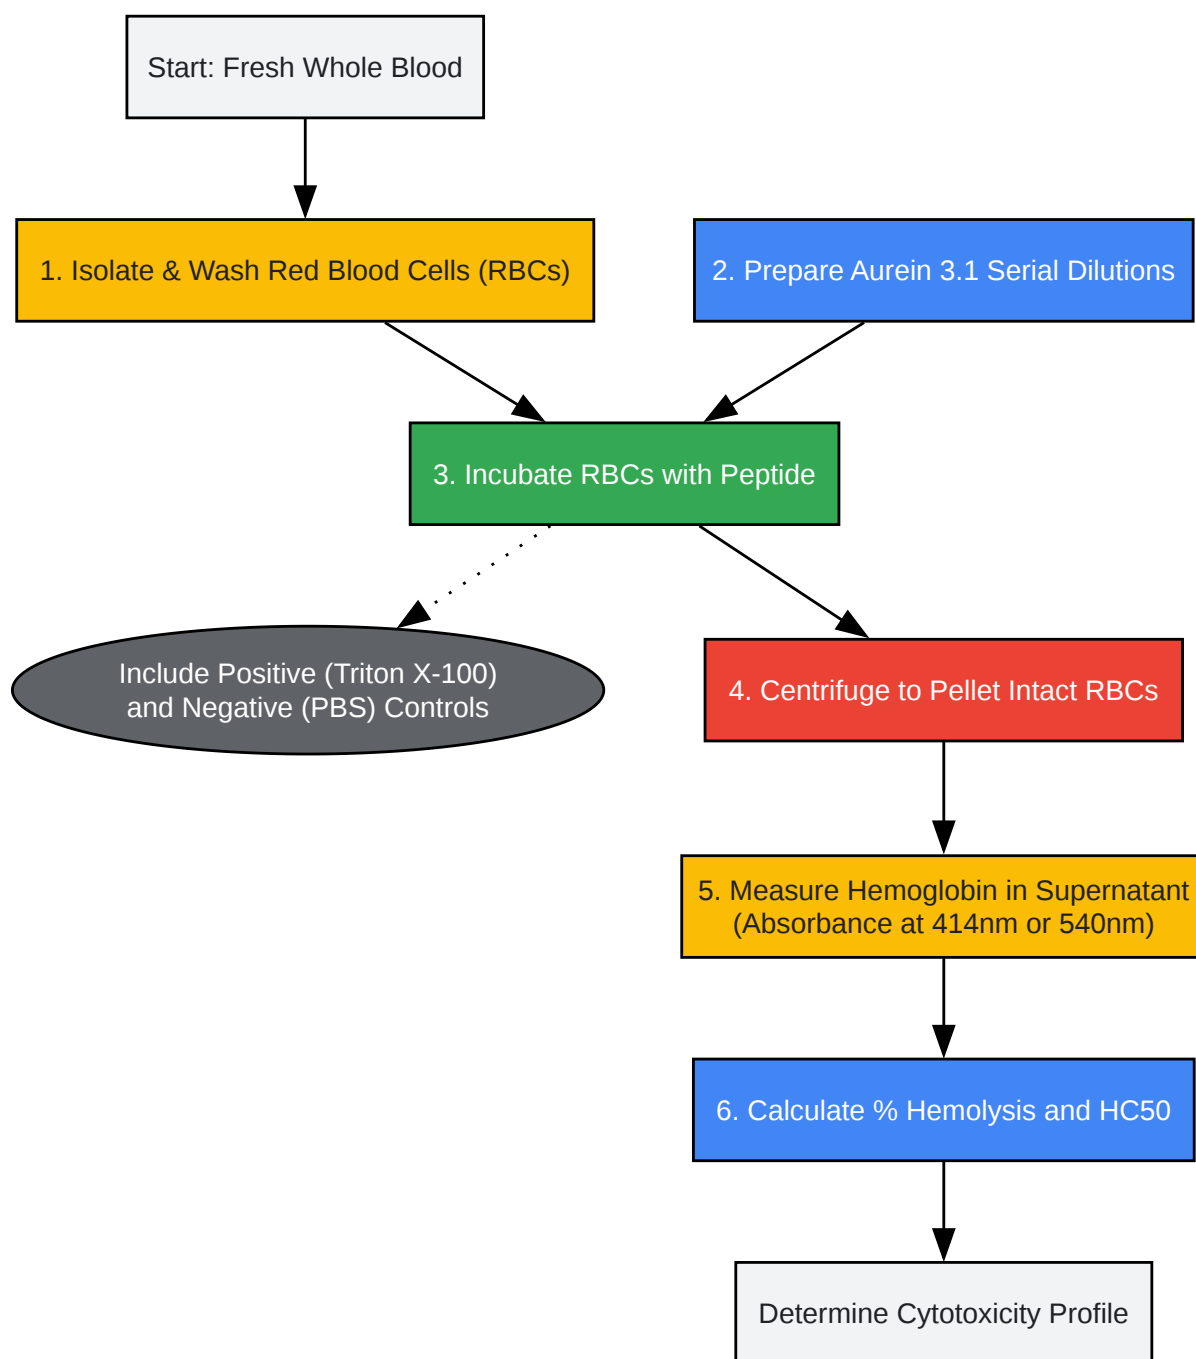 Start: Fresh Whole Blood
1. Isolate & Wash Red Blood Cells (RBCs)
2. Prepare Aurein 3.1 Serial Dilutions
3. Incubate RBCs with Peptide
Include Positive (Triton X-100)
and Negative (PBS) Controls
4. Centrifuge to Pellet Intact RBCs
5. Measure Hemoglobin in Supernatant
(Absorbance at 414nm or 540nm)
6. Calculate % Hemolysis and HC50
Determine Cytotoxicity Profile